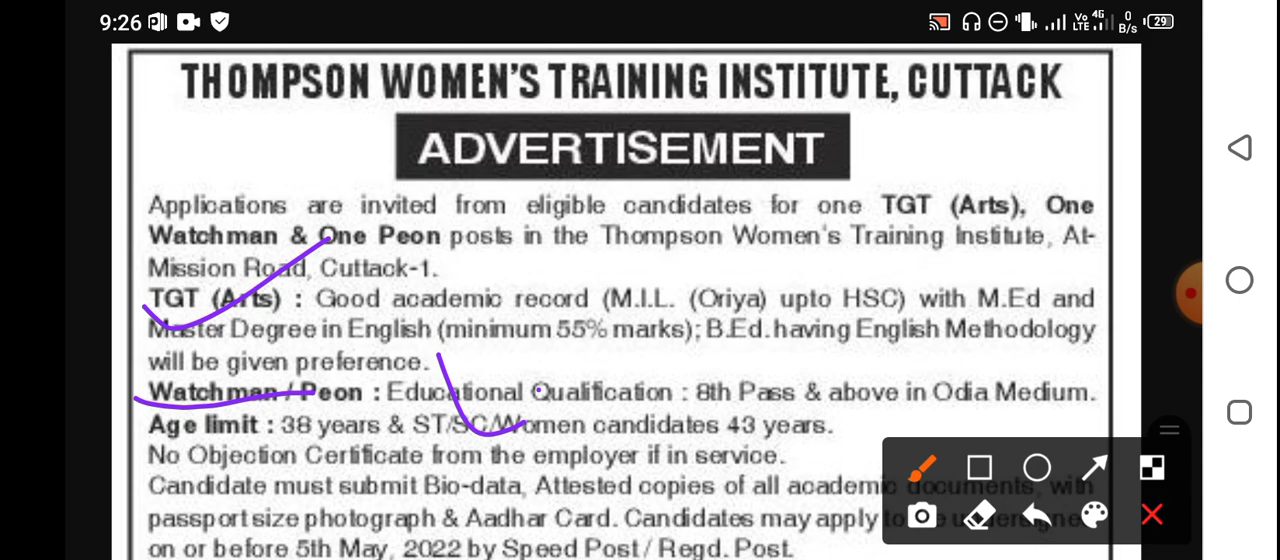 9:26
Vo 4G 0
LTE B/s 29
THOMPSON WOMEN'S TRAINING INSTITUTE, CUTTACK
ADVERTISEMENT
Applications are invited from eligible candidates for one TGT (Arts), One
Watchman & One Peon posts in the Thompson Women's Training Institute, At-
Mission Road, Cuttack-1.
TGT (Arts) : Good academic record (M.I.L. (Oriya) upto HSC) with M.Ed and
Master Degree in English (minimum 55% marks); B.Ed. having English Methodology
will be given preference.
Watchman / Peon : Educational Qualification : 8th Pass & above in Odia Medium.
Age limit : 38 years & ST/SC/Women candidates 43 years.
No Objection Certificate from the employer if in service.
Candidate must submit Bio-data, Attested copies of all academic documents, with
passport size photograph & Aadhar Card. Candidates may apply to
on or before 5th May, 2022 by Speed Post / Regd. Post.